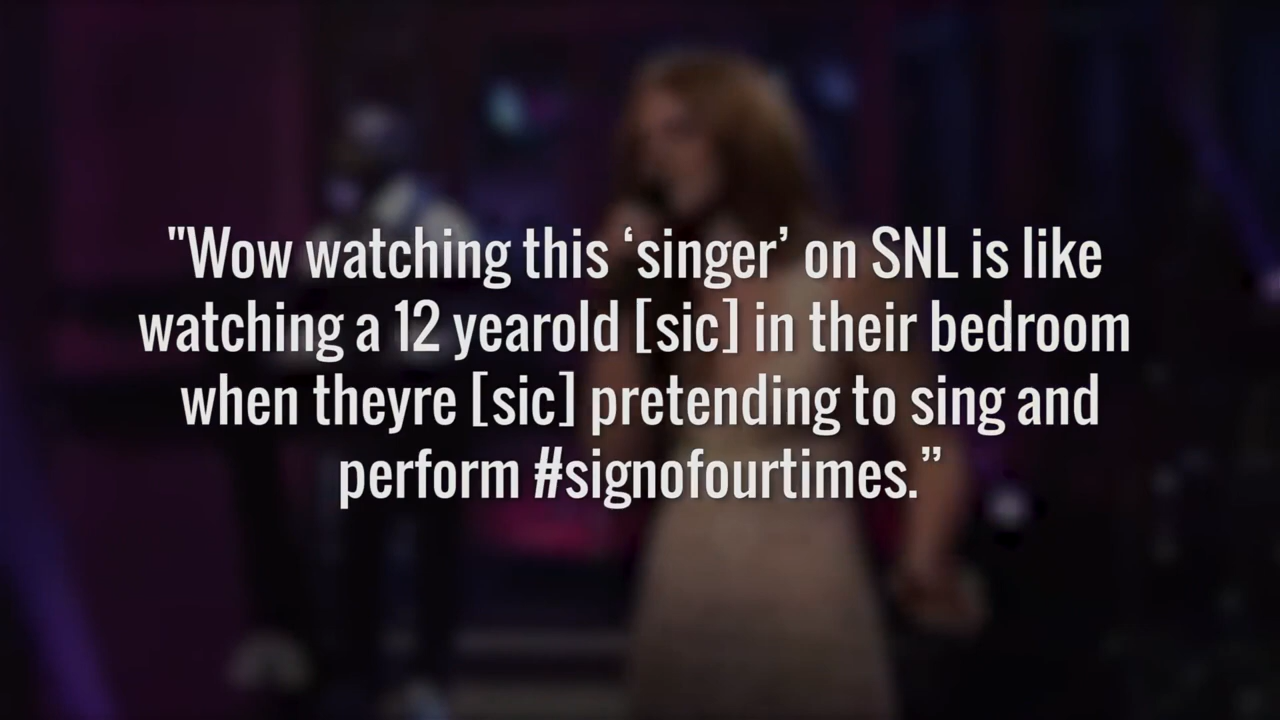 "Wow watching this ‘singer’ on SNL is like
watching a 12 yearold [sic] in their bedroom
when theyre [sic] pretending to sing and
perform #signofourtimes.”